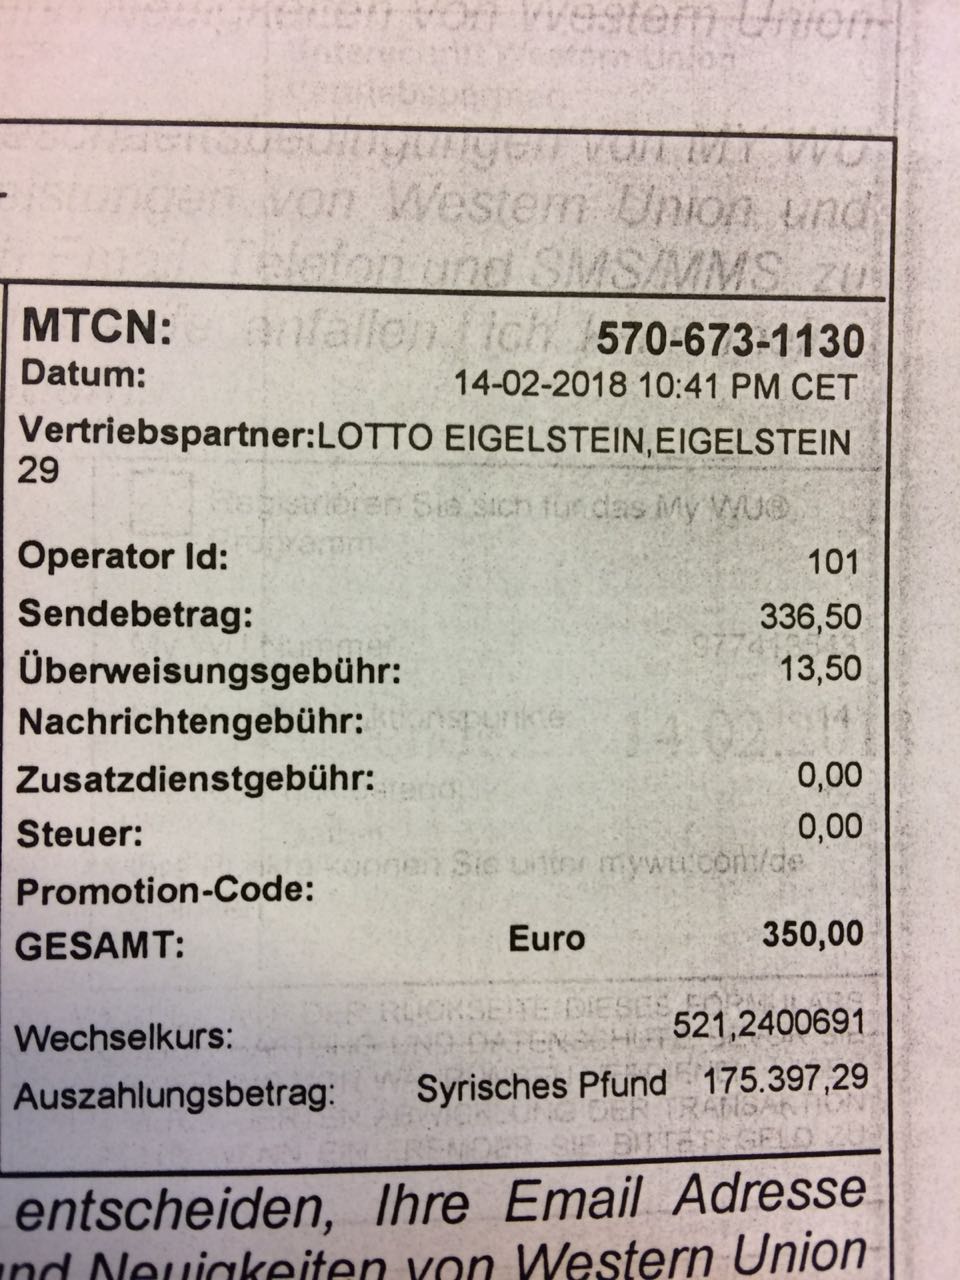 MTCN: 570-673-1130
Datum: 14-02-2018 10:41 PM CET
Vertriebspartner:LOTTO EIGELSTEIN,EIGELSTEIN
29
Operator Id: 101
Sendebetrag: 336,50
Überweisungsgebühr: 13,50
Nachrichtengebühr:
Zusatzdienstgebühr: 0,00
Steuer: 0,00
Promotion-Code:
GESAMT: Euro 350,00
Wechselkurs: 521,2400691
Auszahlungsbetrag: Syrisches Pfund 175.397,29
entscheiden, Ihre Email Adresse
und Neuigkeiten von Western Union